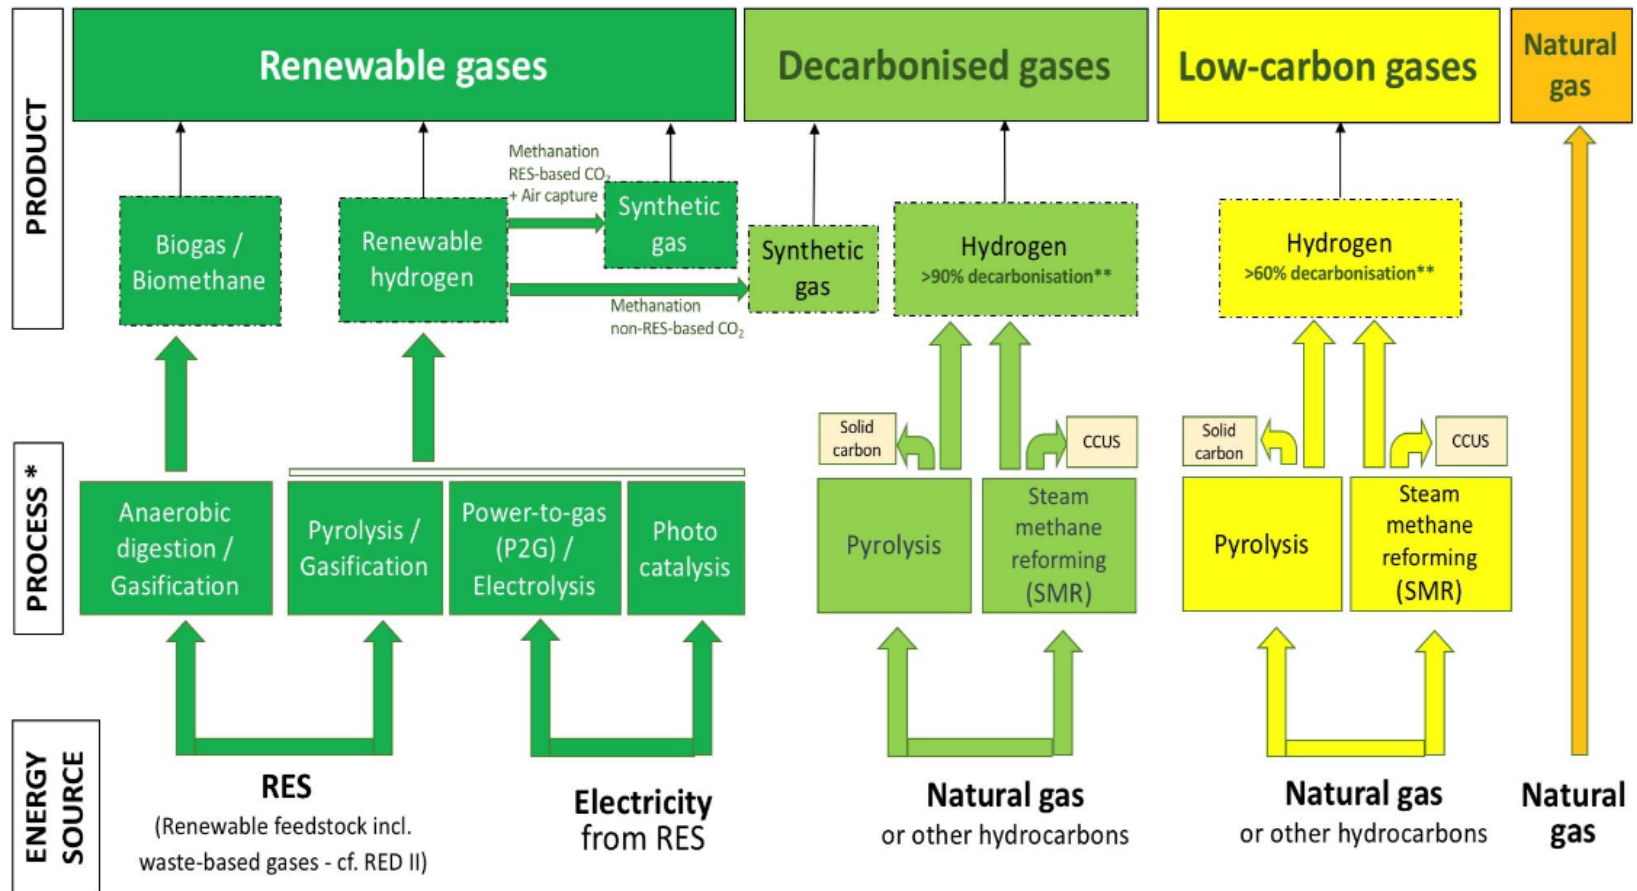 PRODUCT
Renewable gases
Decarbonised gases
Low-carbon gases
Natural
gas
Methanation
RES-based CO₂
+ Air capture
Biogas /
Biomethane
Renewable
hydrogen
Synthetic
gas
Methanation
non-RES-based CO₂
Synthetic
gas
Hydrogen
>90% decarbonisation**
Hydrogen
>60% decarbonisation**
PROCESS *
Solid
carbon
CCUS
Solid
carbon
CCUS
Anaerobic
digestion /
Gasification
Pyrolysis /
Gasification
Power-to-gas
(P2G) /
Electrolysis
Photo
catalysis
Pyrolysis
Steam
methane
reforming
(SMR)
Pyrolysis
Steam
methane
reforming
(SMR)
ENERGY
SOURCE
RES
(Renewable feedstock incl.
waste-based gases - cf. RED II)
Electricity
from RES
Natural gas
or other hydrocarbons
Natural gas
or other hydrocarbons
Natural
gas